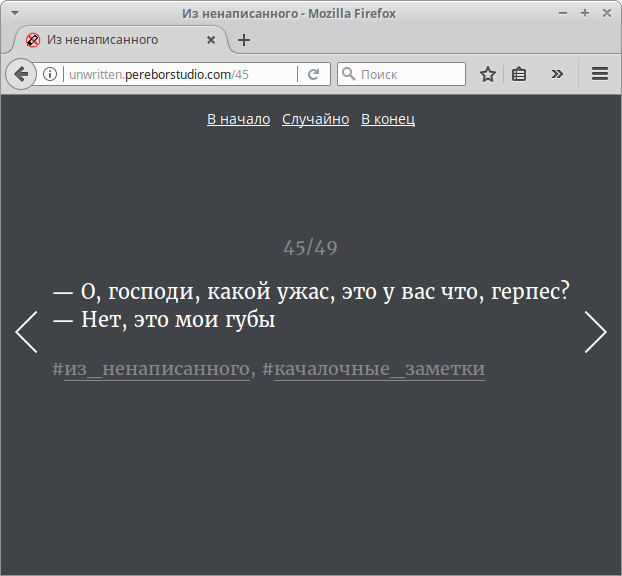 Из ненаписанного - Mozilla Firefox
Из ненаписанного
unwritten.pereborstudio.com/45
Поиск
В начало Случайно В конец
45/49
— О, господи, какой ужас, это у вас что, герпес?
— Нет, это мои губы
#из_ненаписанного, #качалочные_заметки